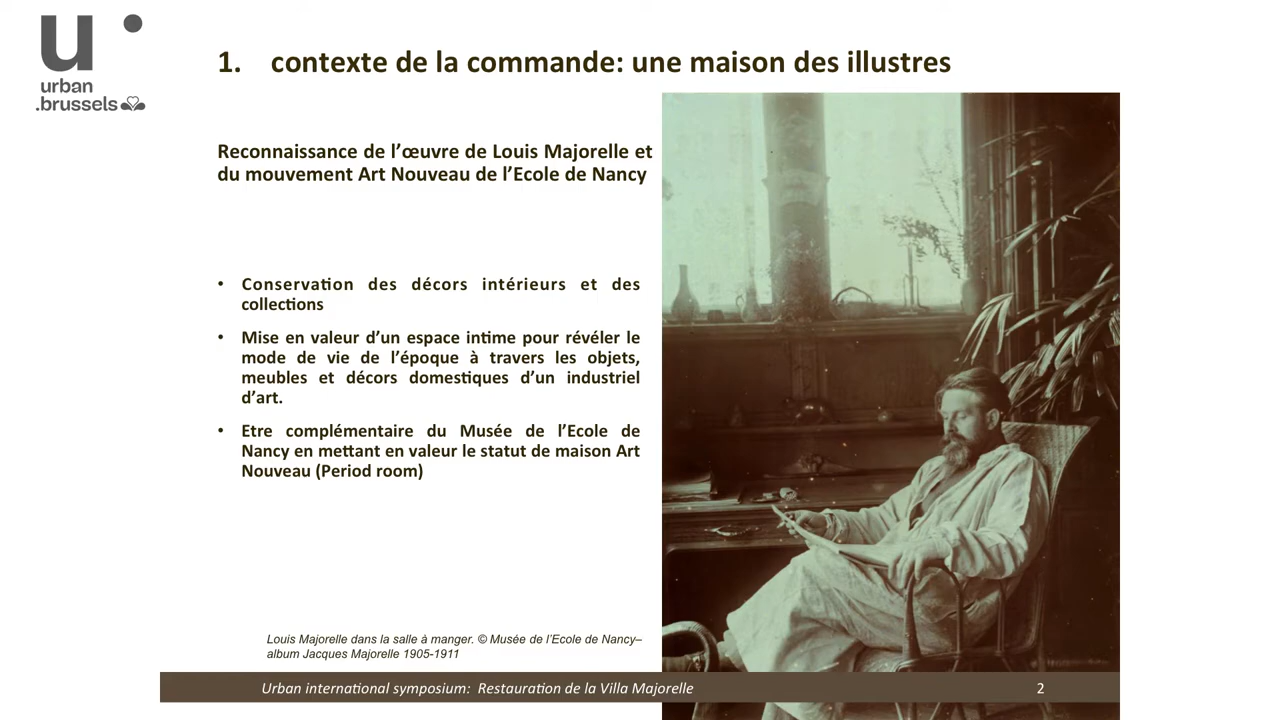 u
urban
.brussels
1. contexte de la commande: une maison des illustres
Reconnaissance de l’œuvre de Louis Majorelle et
du mouvement Art Nouveau de l’Ecole de Nancy
• Conservation des décors intérieurs et des
collections
• Mise en valeur d’un espace intime pour révéler le
mode de vie de l’époque à travers les objets,
meubles et décors domestiques d’un industriel
d’art.
• Etre complémentaire du Musée de l’Ecole de
Nancy en mettant en valeur le statut de maison Art
Nouveau (Period room)
Louis Majorelle dans la salle à manger. © Musée de l’Ecole de Nancy–
album Jacques Majorelle 1905-1911
Urban international symposium: Restauration de la Villa Majorelle
2